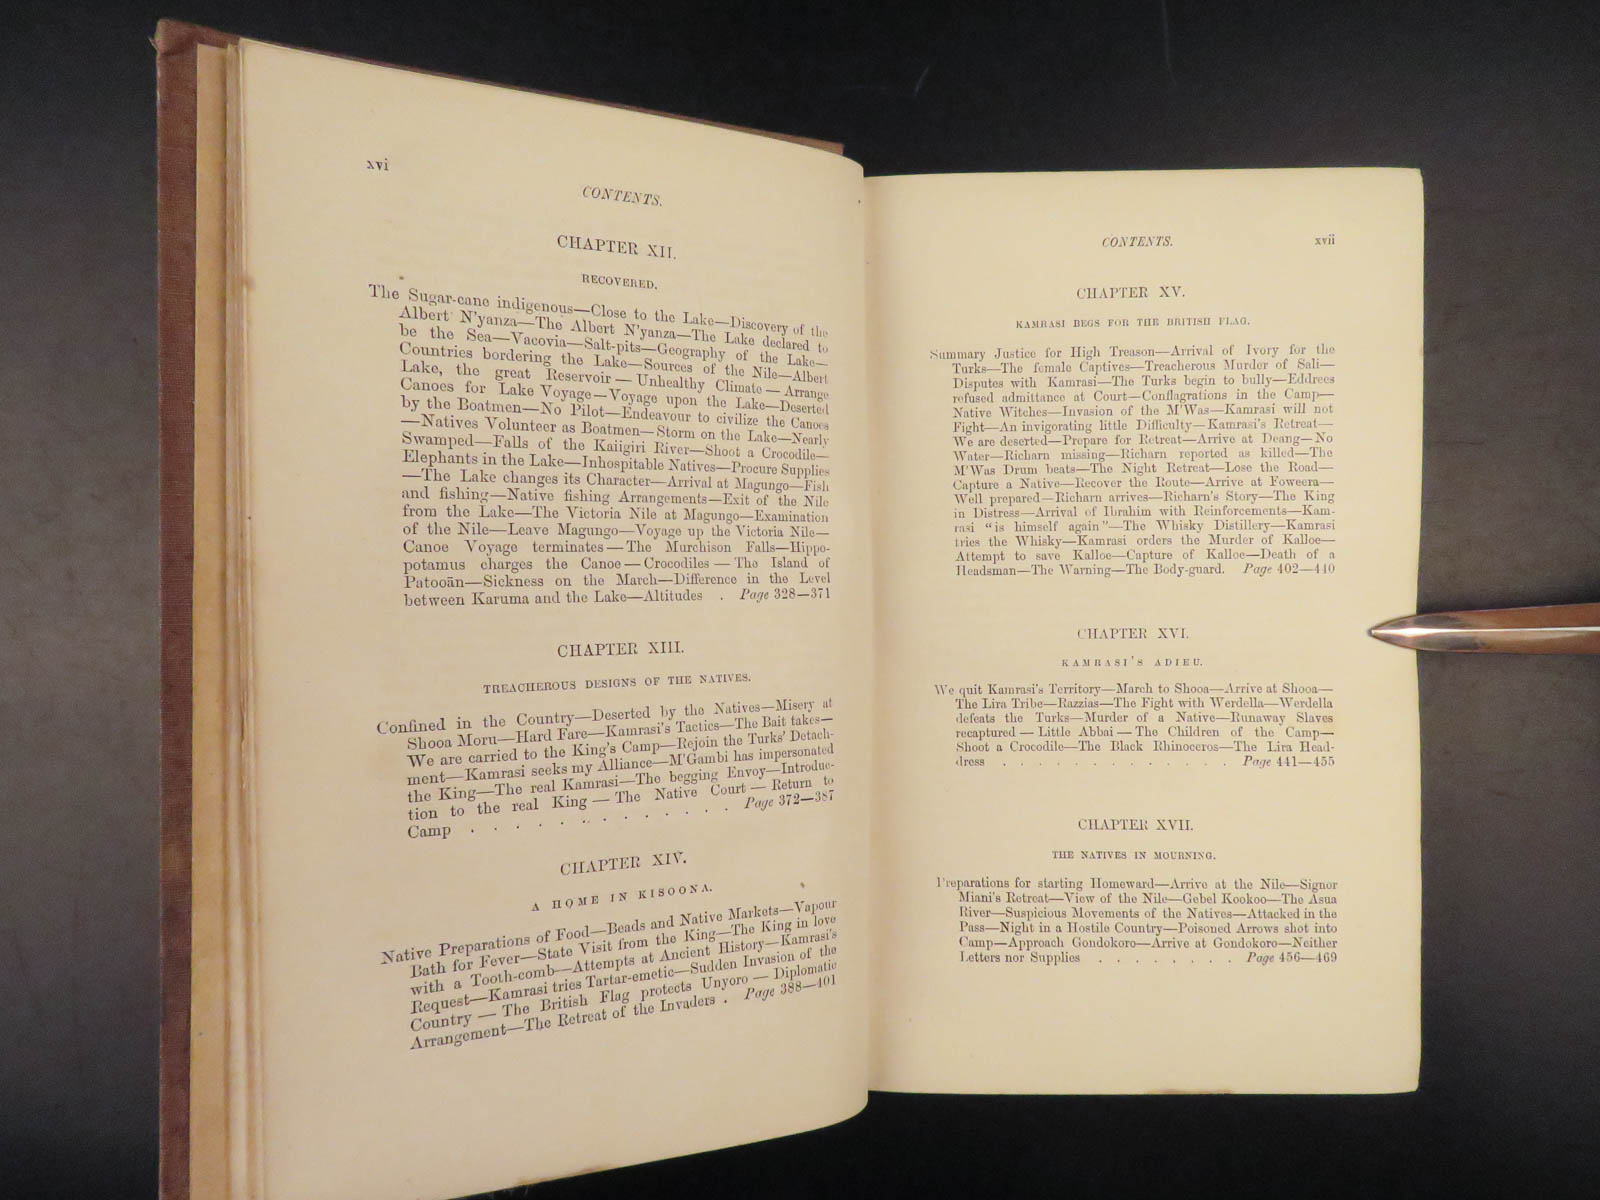 xvi
CONTENTS.
CHAPTER XII.
RECOVERED.
The Sugar-cane indigenous—Close to the Lake—Discovery of the
Albert N'yanza—The Albert N'yanza—The Lake declared to
be the Sea—Vacovia—Salt-pits—Geography of the Lake—
Countries bordering the Lake—Sources of the Nile—Albert
Lake, the great Reservoir—Unhealthy Climate—Arrange
Canoes for Lake Voyage—Voyage upon the Lake—Deserted
by the Boatmen—No Pilot—Endeavour to civilize the Canoes
—Natives Volunteer as Boatmen—Storm on the Lake—Nearly
Swamped—Falls of the Kaiigiri River—Shoot a Crocodile—
Elephants in the Lake—Inhospitable Natives—Procure Supplies
—The Lake changes its Character—Arrival at Magungo—Fish
and fishing—Native fishing Arrangements—Exit of the Nile
from the Lake—The Victoria Nile at Magungo—Examination
of the Nile—Leave Magungo—Voyage up the Victoria Nile—
Canoe Voyage terminates—The Murchison Falls—Hippo-
potamus charges the Canoe—Crocodiles—The Island of
Patooän—Sickness on the March—Difference in the Level
between Karuma and the Lake—Altitudes . Page 328—371
CHAPTER XIII.
TREACHEROUS DESIGNS OF THE NATIVES.
Confined in the Country—Deserted by the Natives—Misery at
Shooa Moru—Hard Fare—Kamrasi's Tactics—The Bait takes—
We are carried to the King's Camp—Rejoin the Turks' Detach-
ment—Kamrasi seeks my Alliance—M'Gambi has impersonated
the King—The real Kamrasi—The begging Envoy—Introduc-
tion to the real King—The Native Court—Return to
Camp . . . . . . . . . . . Page 372—387
CHAPTER XIV.
A HOME IN KISOONA.
Native Preparations of Food—Beads and Native Markets—Vapour
Bath for Fever—State Visit from the King—The King in love
with a Tooth-comb—Attempts at Ancient History—Kamrasi's
Request—Kamrasi tries Tartar-emetic—Sudden Invasion of the
Country—The British Flag protects Unyoro—Diplomatic
Arrangement—The Retreat of the Invaders . Page 388—401
CONTENTS. xvii
CHAPTER XV.
KAMRASI BEGS FOR THE BRITISH FLAG.
Summary Justice for High Treason—Arrival of Ivory for the
Turks—The female Captives—Treacherous Murder of Sali—
Disputes with Kamrasi—The Turks begin to bully—Eddrees
refused admittance at Court—Conflagrations in the Camp—
Native Witches—Invasion of the M'Was—Kamrasi will not
Fight—An invigorating little Difficulty—Kamrasi's Retreat—
We are deserted—Prepare for Retreat—Arrive at Deang—No
Water—Richarn missing—Richarn reported as killed—The
M'Was Drum beats—The Night Retreat—Lose the Road—
Capture a Native—Recover the Route—Arrive at Foweera—
Well prepared—Richarn arrives—Richarn's Story—The King
in Distress—Arrival of Ibrahim with Reinforcements—Kam-
rasi "is himself again"—The Whisky Distillery—Kamrasi
tries the Whisky—Kamrasi orders the Murder of Kalloe—
Attempt to save Kalloe—Capture of Kalloe—Death of a
Headsman—The Warning—The Body-guard. Page 402—440
CHAPTER XVI.
KAMRASI'S ADIEU.
We quit Kamrasi's Territory—March to Shooa—Arrive at Shooa—
The Lira Tribe—Razzias—The Fight with Werdella—Werdella
defeats the Turks—Murder of a Native—Runaway Slaves
recaptured—Little Abbai—The Children of the Camp—
Shoot a Crocodile—The Black Rhinoceros—The Lira Head-
dress . . . . . . . . . . . . . Page 441—455
CHAPTER XVII.
THE NATIVES IN MOURNING.
Preparations for starting Homeward—Arrive at the Nile—Signor
Miani's Retreat—View of the Nile—Gebel Kookoo—The Asua
River—Suspicious Movements of the Natives—Attacked in the
Pass—Night in a Hostile Country—Poisoned Arrows shot into
Camp—Approach Gondokoro—Arrive at Gondokoro—Neither
Letters nor Supplies . . . . . . . . Page 456—469